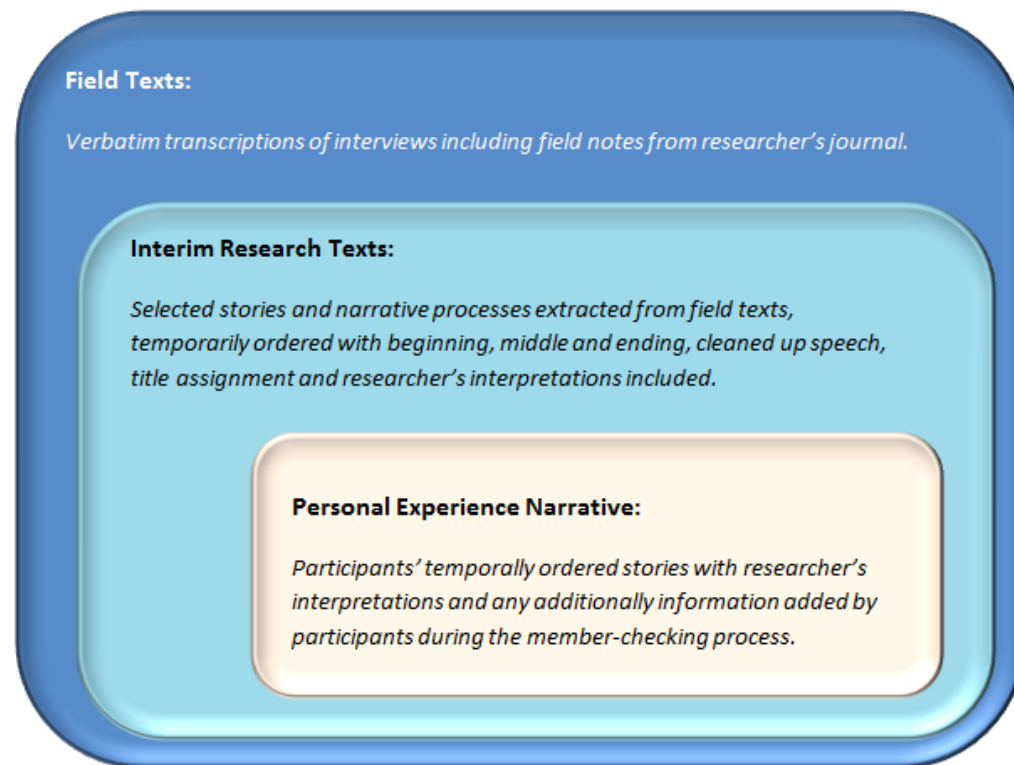 Field Texts:
Verbatim transcriptions of interviews including field notes from researcher’s journal.
Interim Research Texts:
Selected stories and narrative processes extracted from field texts,
temporarily ordered with beginning, middle and ending, cleaned up speech,
title assignment and researcher’s interpretations included.
Personal Experience Narrative:
Participants’ temporally ordered stories with researcher’s
interpretations and any additionally information added by
participants during the member-checking process.